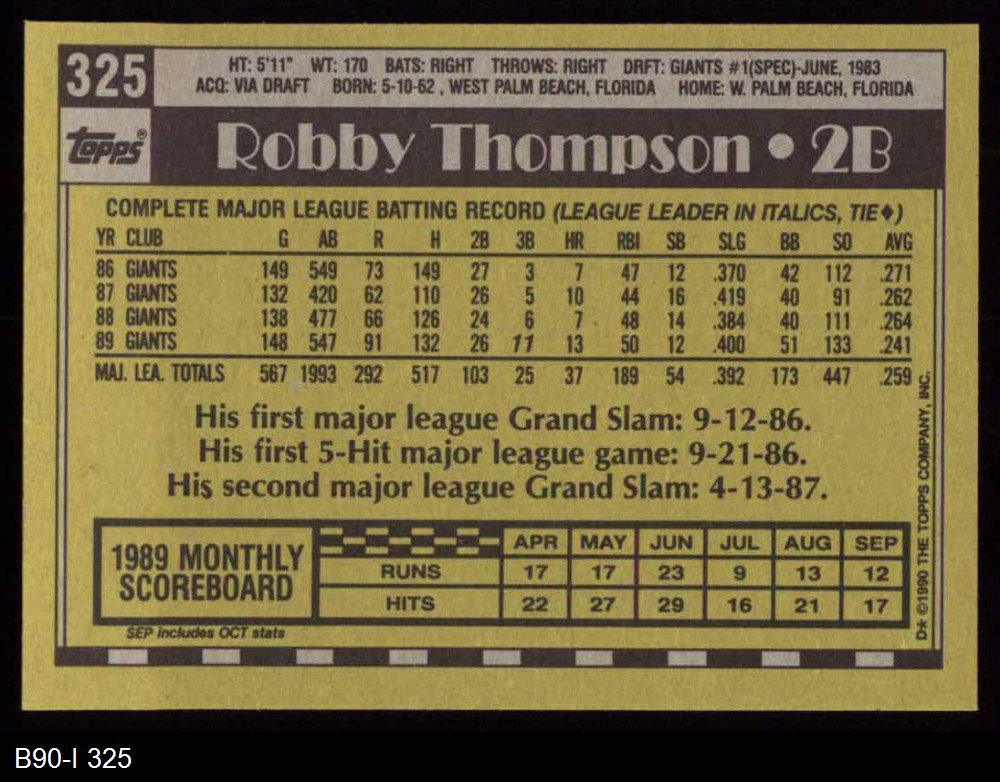 325
HT: 5'11" WT: 170 BATS: RIGHT THROWS: RIGHT DRFT: GIANTS #1(SPEC)-JUNE, 1983
ACQ: VIA DRAFT BORN: 5-10-62 , WEST PALM BEACH, FLORIDA HOME: W. PALM BEACH, FLORIDA
topps®
Robby Thompson • 2B
COMPLETE MAJOR LEAGUE BATTING RECORD (LEAGUE LEADER IN ITALICS, TIE♦)
YR CLUB G AB R H 2B 3B HR RBI SB SLG BB SO AVG
86 GIANTS 149 549 73 149 27 3 7 47 12 .370 42 112 .271
87 GIANTS 132 420 62 110 26 5 10 44 16 .419 40 91 .262
88 GIANTS 138 477 66 126 24 6 7 48 14 .384 40 111 .264
89 GIANTS 148 547 91 132 26 11 13 50 12 .400 51 133 .241
MAJ. LEA. TOTALS 567 1993 292 517 103 25 37 189 54 .392 173 447 .259
His first major league Grand Slam: 9-12-86.
His first 5-Hit major league game: 9-21-86.
His second major league Grand Slam: 4-13-87.
1989 MONTHLY
SCOREBOARD
APR MAY JUN JUL AUG SEP
RUNS 17 17 23 9 13 12
HITS 22 27 29 16 21 17
SEP includes OCT stats
D* ©1990 THE TOPPS COMPANY, INC.
B90-I 325